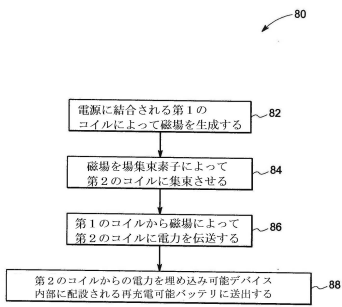 80
電源に結合される第1の
コイルによって磁場を生成する
82
磁場を場集束素子によって
第2のコイルに集束させる
84
第1のコイルから磁場によって
第2のコイルに電力を伝送する
86
第2のコイルからの電力を埋め込み可能デバイス
内部に配設される再充電可能バッテリに送出する
88